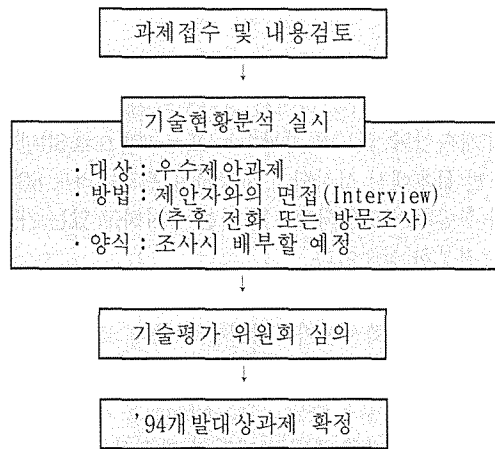 과제접수 및 내용검토
↓
기술현황분석 실시
· 대상 : 우수제안과제
· 방법 : 제안자와의 면접(Interview)
(추후 전화 또는 방문조사)
· 양식 : 조사시 배부할 예정
↓
기술평가 위원회 심의
↓
'94개발대상과제 확정